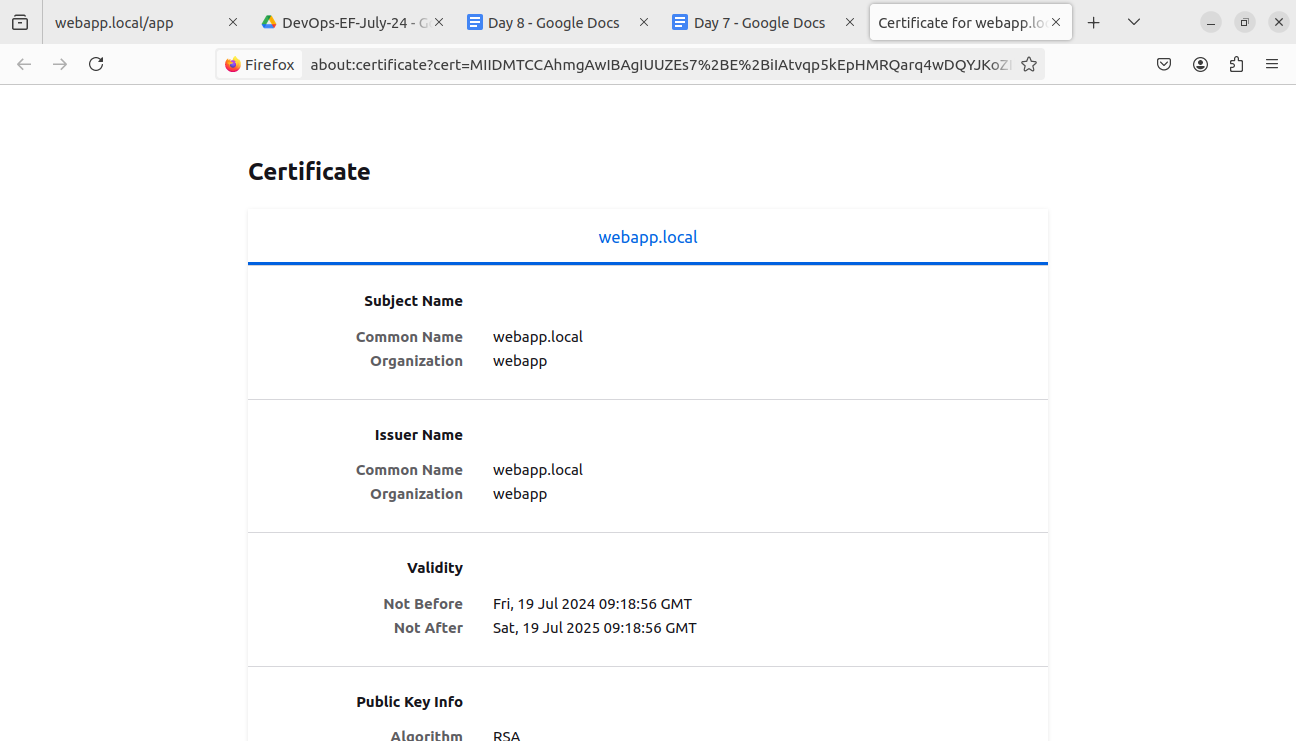 webapp.local/app
DevOps-EF-July-24 - G
Day 8 - Google Docs
Day 7 - Google Docs
Certificate for webapp.lo
Firefox
about:certificate?cert=MIIDMTCCAhmgAwIBAgIUUZEs7%2BE%2BiIAtvqp5kEpHMRQarq4wDQYJKoZI
Certificate
webapp.local
Subject Name
Common Name webapp.local
Organization webapp
Issuer Name
Common Name webapp.local
Organization webapp
Validity
Not Before Fri, 19 Jul 2024 09:18:56 GMT
Not After Sat, 19 Jul 2025 09:18:56 GMT
Public Key Info
Algorithm RSA